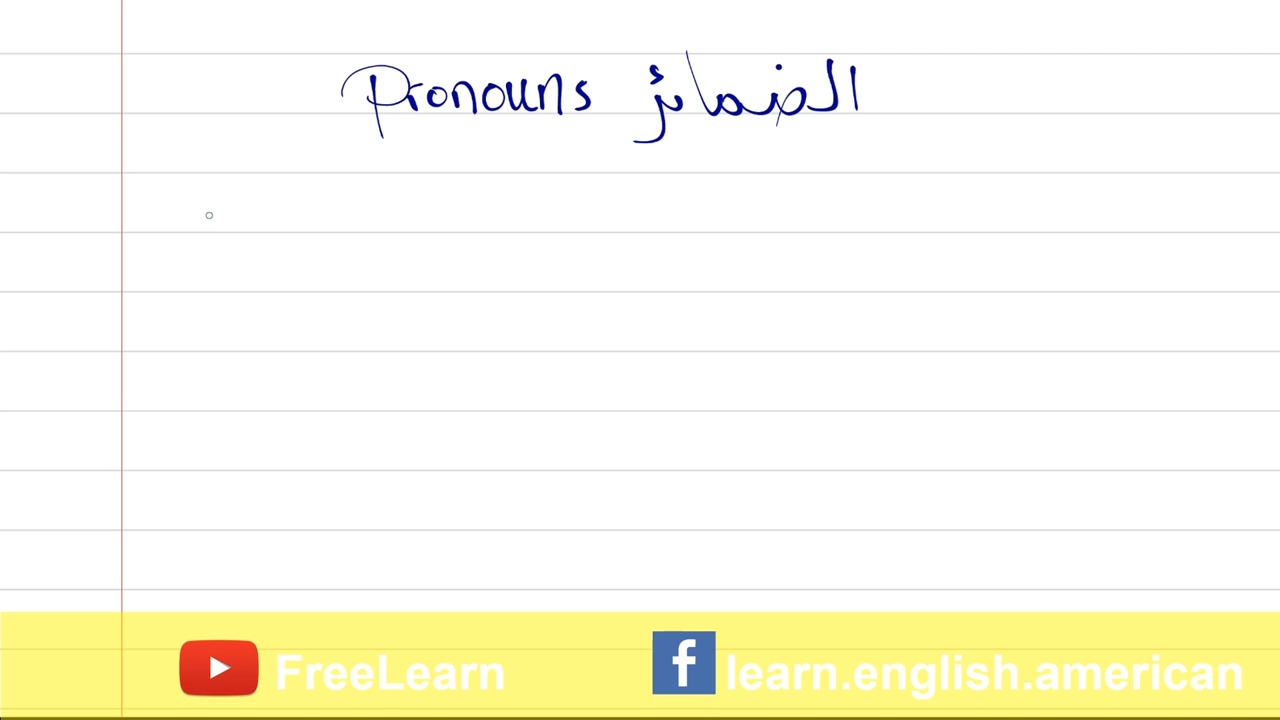 Pronouns الضمائر
FreeLearn learn.english.american